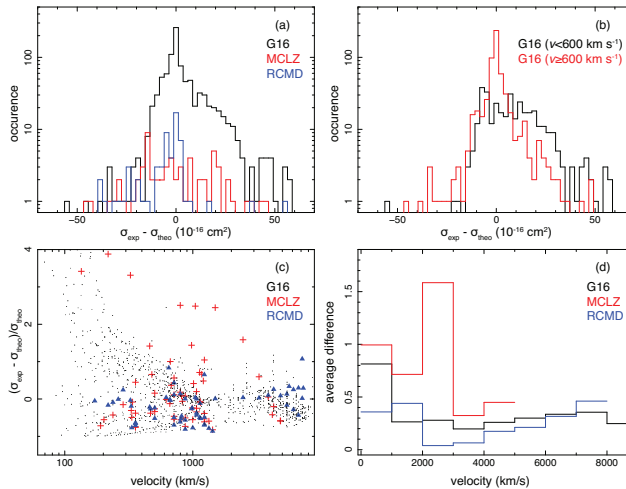 (a)
G16
MCLZ
RCMD
occurence
100
10
1
−50
0
50
σexp - σtheo (10-16 cm2)
(b)
G16 (v<600 km s-1)
G16 (v≥600 km s-1)
occurence
100
10
1
−50
0
50
σexp - σtheo (10-16 cm2)
(c)
G16
MCLZ
RCMD
(σexp - σtheo)/σtheo
4
2
0
100
1000
velocity (km/s)
(d)
G16
MCLZ
RCMD
average difference
1.5
1
0.5
0
0
2000
4000
6000
8000
velocity (km/s)